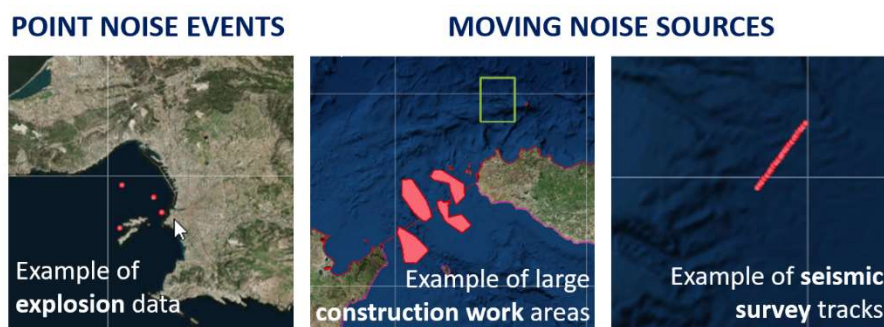 POINT NOISE EVENTS
MOVING NOISE SOURCES
Example of
explosion data
Example of large
construction work areas
Example of seismic
survey tracks